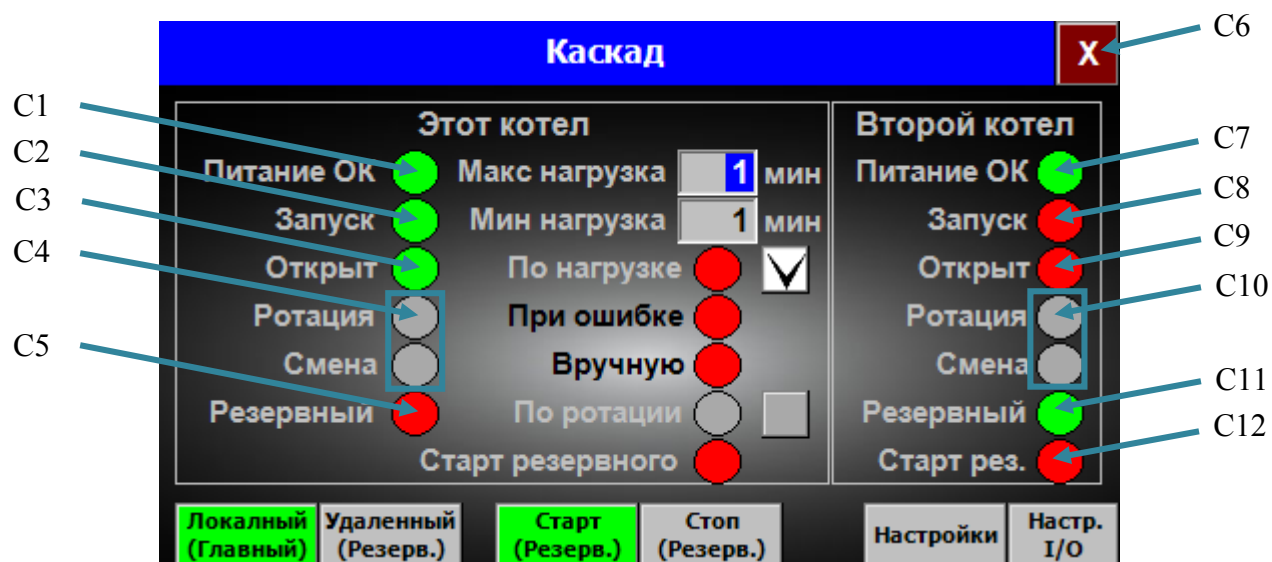 Каскад
X
C6
C1
C2
C3
C4
C5
Этот котел
Питание ОК
Запуск
Открыт
Ротация
Смена
Резервный
Макс нагрузка 1 мин
Мин нагрузка 1 мин
По нагрузке
При ошибке
Вручную
По ротации
Старт резервного
Второй котел
Питание ОК
Запуск
Открыт
Ротация
Смена
Резервный
Старт рез.
C7
C8
C9
C10
C11
C12
Локалный
(Главный)
Удаленный
(Резерв.)
Старт
(Резерв.)
Стоп
(Резерв.)
Настройки
Настр.
I/O